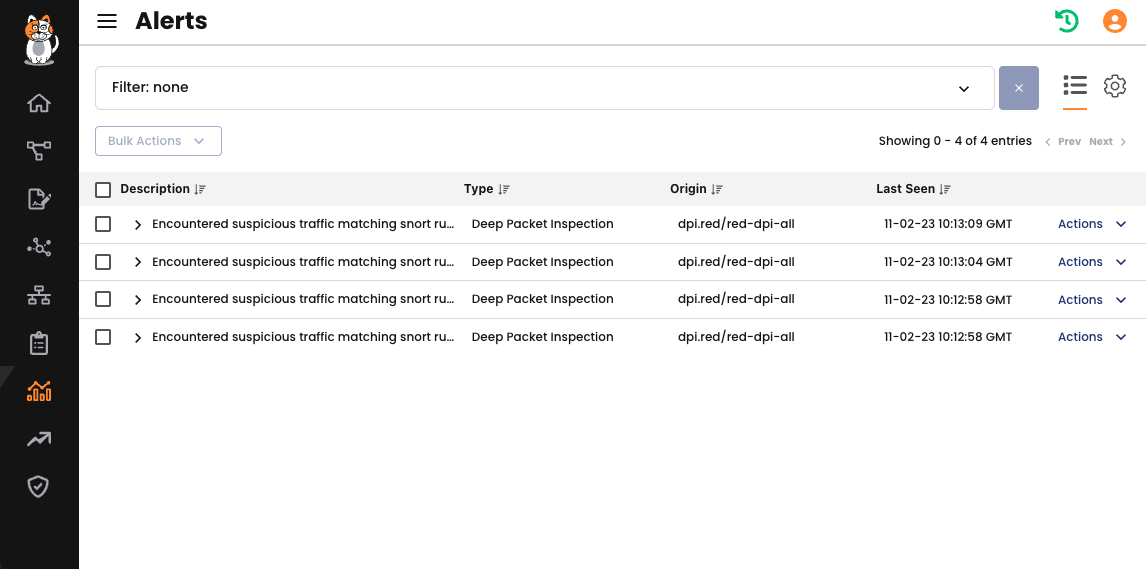 Alerts
Filter: none
Bulk Actions
Showing 0 - 4 of 4 entries Prev Next
Description Type Origin Last Seen
Encountered suspicious traffic matching snort ru... Deep Packet Inspection dpi.red/red-dpi-all 11-02-23 10:13:09 GMT Actions
Encountered suspicious traffic matching snort ru... Deep Packet Inspection dpi.red/red-dpi-all 11-02-23 10:13:04 GMT Actions
Encountered suspicious traffic matching snort ru... Deep Packet Inspection dpi.red/red-dpi-all 11-02-23 10:12:58 GMT Actions
Encountered suspicious traffic matching snort ru... Deep Packet Inspection dpi.red/red-dpi-all 11-02-23 10:12:58 GMT Actions